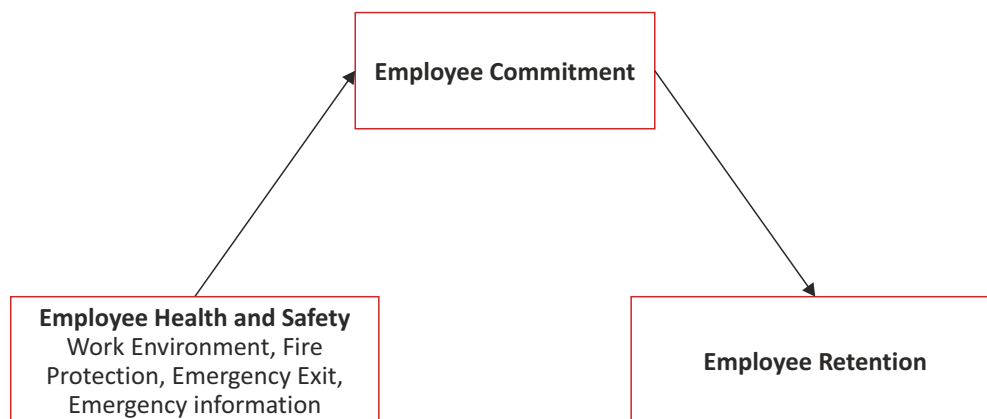 Employee Commitment
Employee Health and Safety
Work Environment, Fire
Protection, Emergency Exit,
Emergency information
Employee Retention